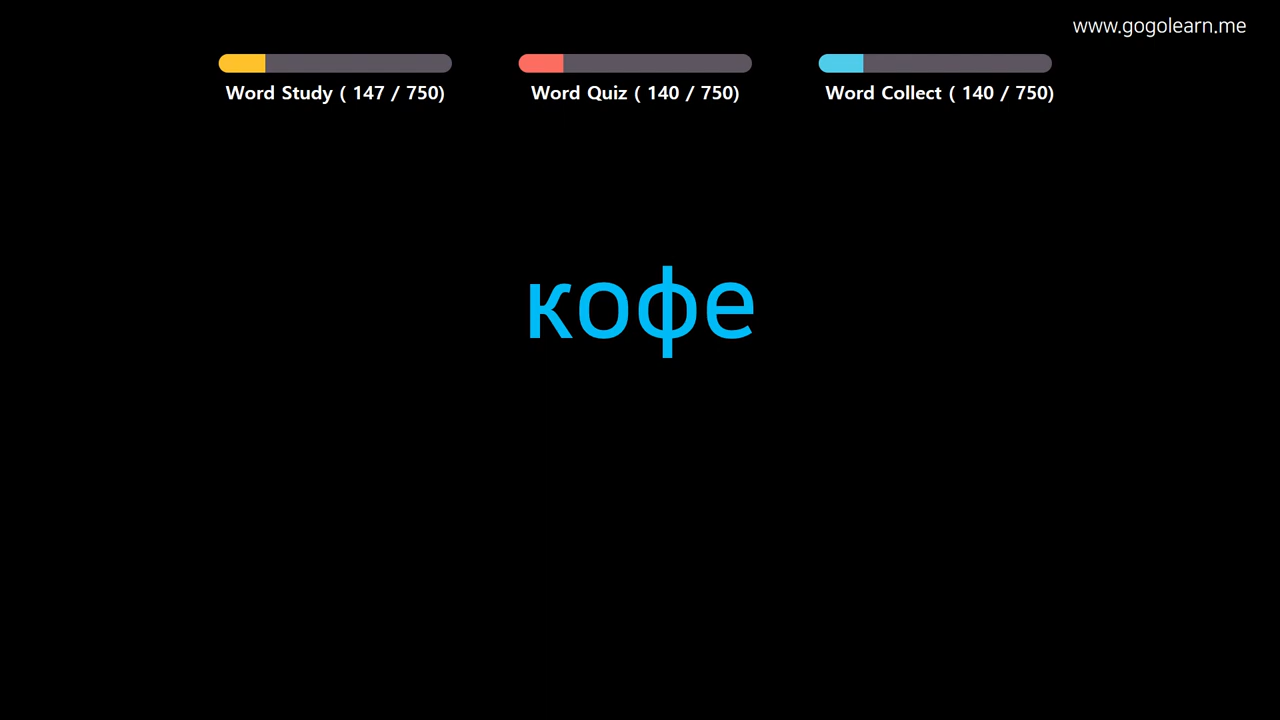 www.gogolearn.me
Word Study ( 147 / 750)
Word Quiz ( 140 / 750)
Word Collect ( 140 / 750)
кофе